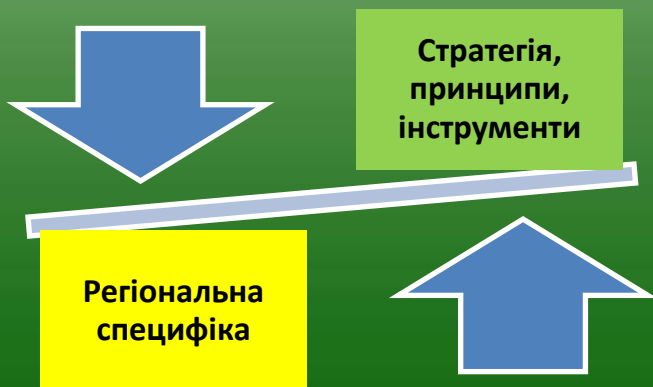 Стратегія,
принципи,
інструменти
Регіональна
специфіка